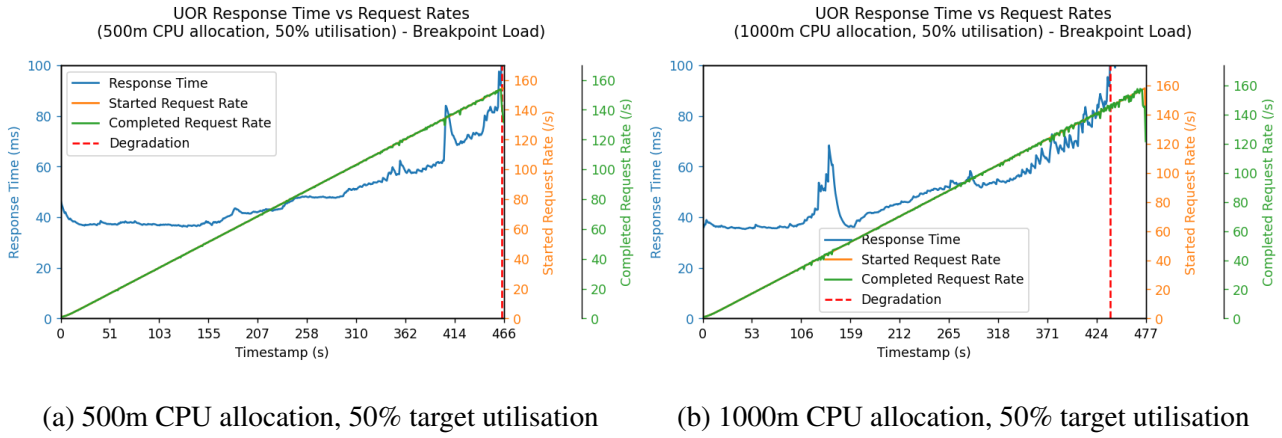 UOR Response Time vs Request Rates
(500m CPU allocation, 50% utilisation) - Breakpoint Load)
Response Time (ms)
100
80
60
40
20
0
Response Time
Started Request Rate
Completed Request Rate
Degradation
0 51 103 155 207 258 310 362 414 466
Timestamp (s)
160
140
120
100
80
60
40
20
0
Started Request Rate (/s)
160
140
120
100
80
60
40
20
0
Completed Request Rate (/s)
(a) 500m CPU allocation, 50% target utilisation
UOR Response Time vs Request Rates
(1000m CPU allocation, 50% utilisation) - Breakpoint Load)
Response Time (ms)
100
80
60
40
20
0
Response Time
Started Request Rate
Completed Request Rate
Degradation
0 53 106 159 212 265 318 371 424 477
Timestamp (s)
160
140
120
100
80
60
40
20
0
Started Request Rate (/s)
160
140
120
100
80
60
40
20
0
Completed Request Rate (/s)
(b) 1000m CPU allocation, 50% target utilisation